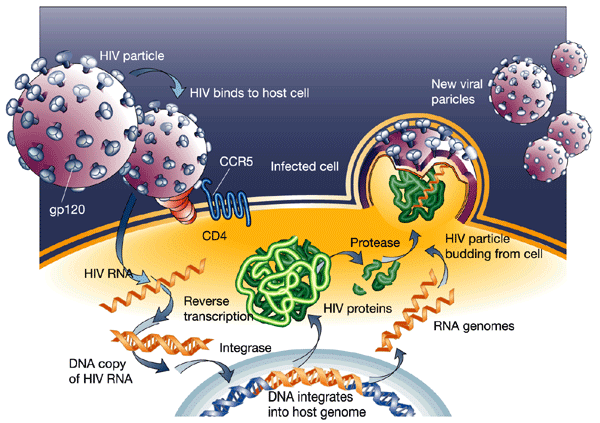 HIV particle
HIV binds to host cell
New viral
paricles
CCR5
Infected cell
gp120
CD4
Protease
HIV particle
budding from cell
HIV RNA
Reverse
transcription
HIV proteins
RNA genomes
Integrase
DNA copy
of HIV RNA
DNA integrates
into host genome